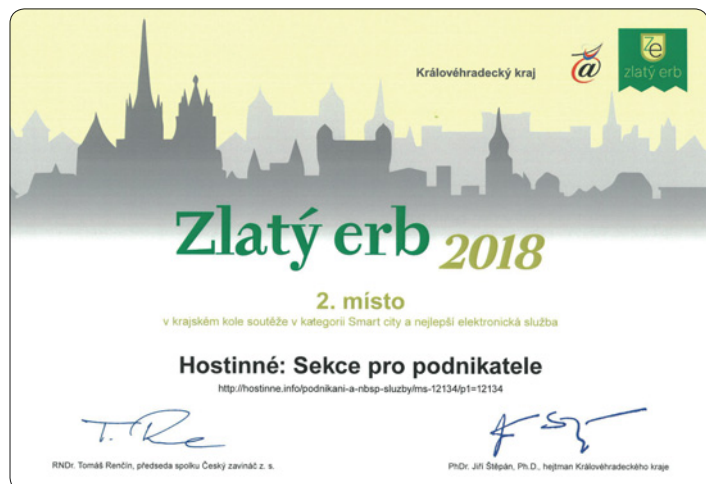 Královéhradecký kraj
@
Ze
zlatý erb
Zlatý erb 2018
2. místo
v krajském kole soutěže v kategorii Smart city a nejlepší elektronická služba
Hostinné: Sekce pro podnikatele
http://hostinne.info/podnikani-a-nbsp-sluzby/ms-12134/p1=12134
RNDr. Tomáš Renčín, předseda spolku Český zavináč z. s.
PhDr. Jiří Štěpán, Ph.D., hejtman Královéhradeckého kraje